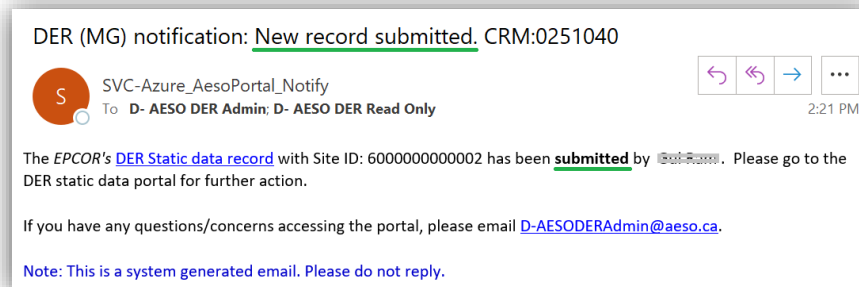 DER (MG) notification: New record submitted. CRM:0251040
S
SVC-Azure_AesoPortal_Notify
To D- AESO DER Admin; D- AESO DER Read Only
2:21 PM
The EPCOR's DER Static data record with Site ID: 6000000000002 has been submitted by . Please go to the
DER static data portal for further action.
If you have any questions/concerns accessing the portal, please email D-AESODERAdmin@aeso.ca.
Note: This is a system generated email. Please do not reply.